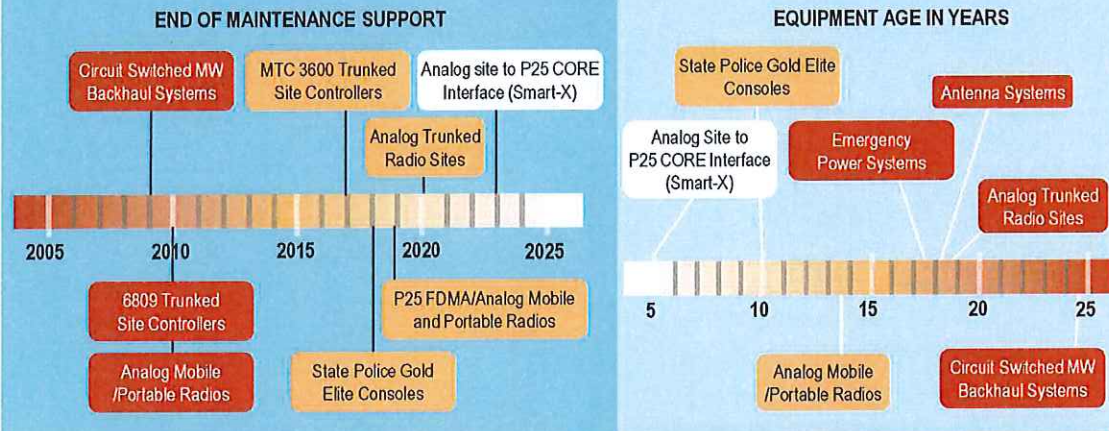 END OF MAINTENANCE SUPPORT
Circuit Switched MW
Backhaul Systems
MTC 3600 Trunked
Site Controllers
Analog site to P25 CORE
Interface (Smart-X)
Analog Trunked
Radio Sites
2005
2010
2015
2020
2025
6809 Trunked
Site Controllers
Analog Mobile
/Portable Radios
State Police Gold
Elite Consoles
P25 FDMA/Analog Mobile
and Portable Radios
EQUIPMENT AGE IN YEARS
State Police Gold Elite
Consoles
Antenna Systems
Analog Site to
P25 CORE Interface
(Smart-X)
Emergency
Power Systems
Analog Trunked
Radio Sites
5
10
15
20
25
Analog Mobile
/Portable Radios
Circuit Switched MW
Backhaul Systems